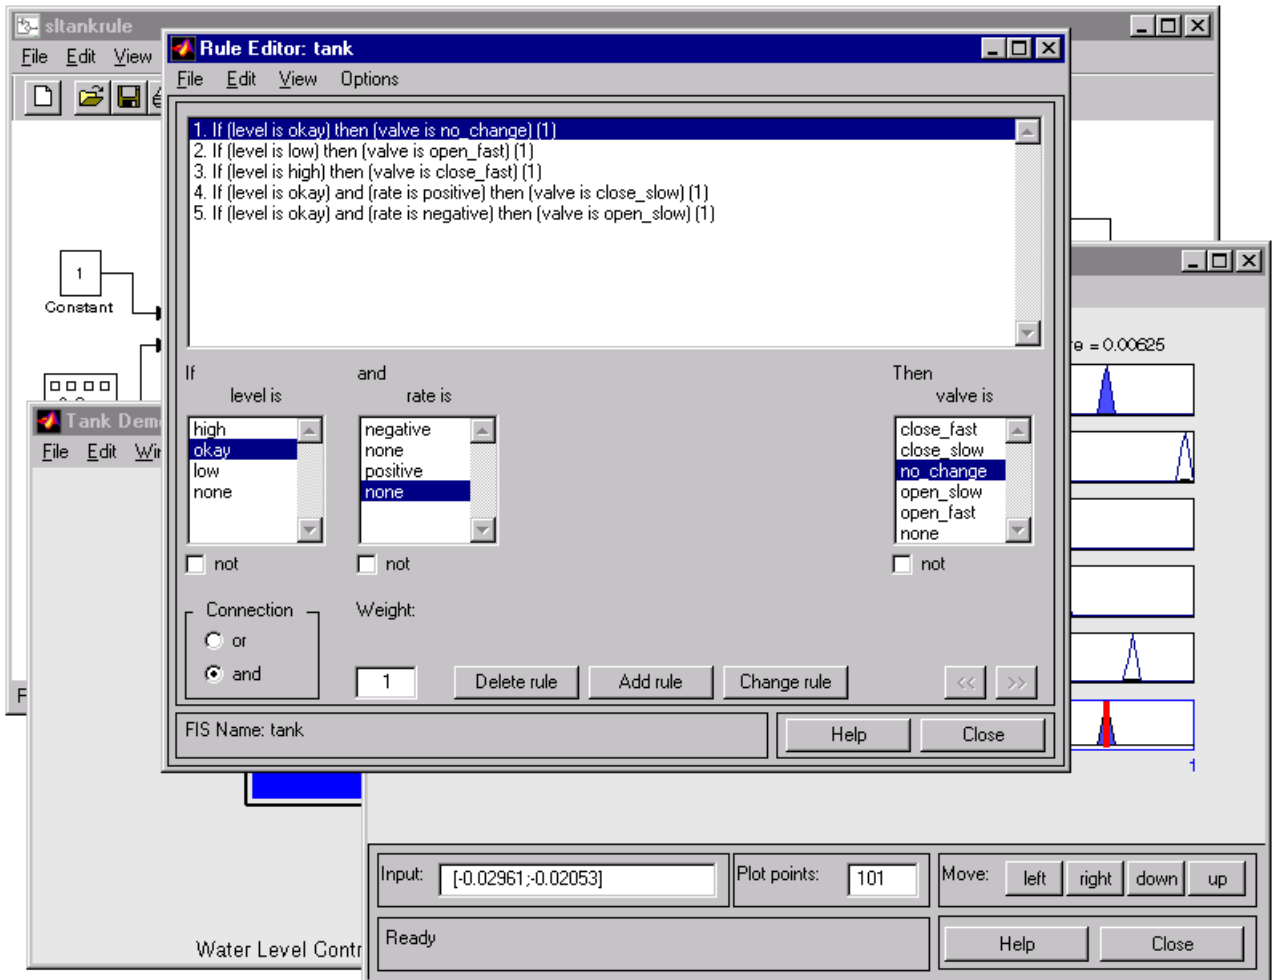 sltankrule
File Edit View
Rule Editor: tank
File Edit View Options
1. If (level is okay) then (valve is no_change) (1)
2. If (level is low) then (valve is open_fast) (1)
3. If (level is high) then (valve is close_fast) (1)
4. If (level is okay) and (rate is positive) then (valve is close_slow) (1)
5. If (level is okay) and (rate is negative) then (valve is open_slow) (1)
1
Constant
= 0.00625
If
level is
high
okay
low
none
not
and
rate is
negative
none
positive
none
not
Then
valve is
close_fast
close_slow
no_change
open_slow
open_fast
none
not
Connection
or
and
Weight:
1
Delete rule
Add rule
Change rule
<<
>>
FIS Name: tank
Help
Close
Tank Dem
File Edit Wi
1
Input:
[-0.02961;-0.02053]
Plot points:
101
Move:
left
right
down
up
Ready
Help
Close
Water Level Contr
F